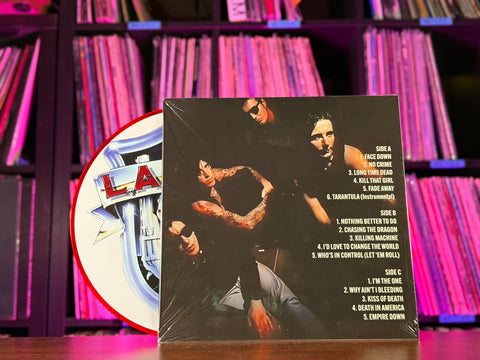 L.A.
SIDE A
1. FACE DOWN
2. NO CRIME
3. LONG TIME DEAD
4. KILL THAT GIRL
5. FADE AWAY
6. TARANTULA (Instrumental)
SIDE B
1. NOTHING BETTER TO DO
2. CHASING THE DRAGON
3. KILLING MACHINE
4. I'D LOVE TO CHANGE THE WORLD
5. WHO'S IN CONTROL (LET 'EM ROLL)
SIDE C
1. I'M THE ONE
2. WHY AIN'T I BLEEDING
3. KISS OF DEATH
4. DEATH IN AMERICA
5. EMPIRE DOWN